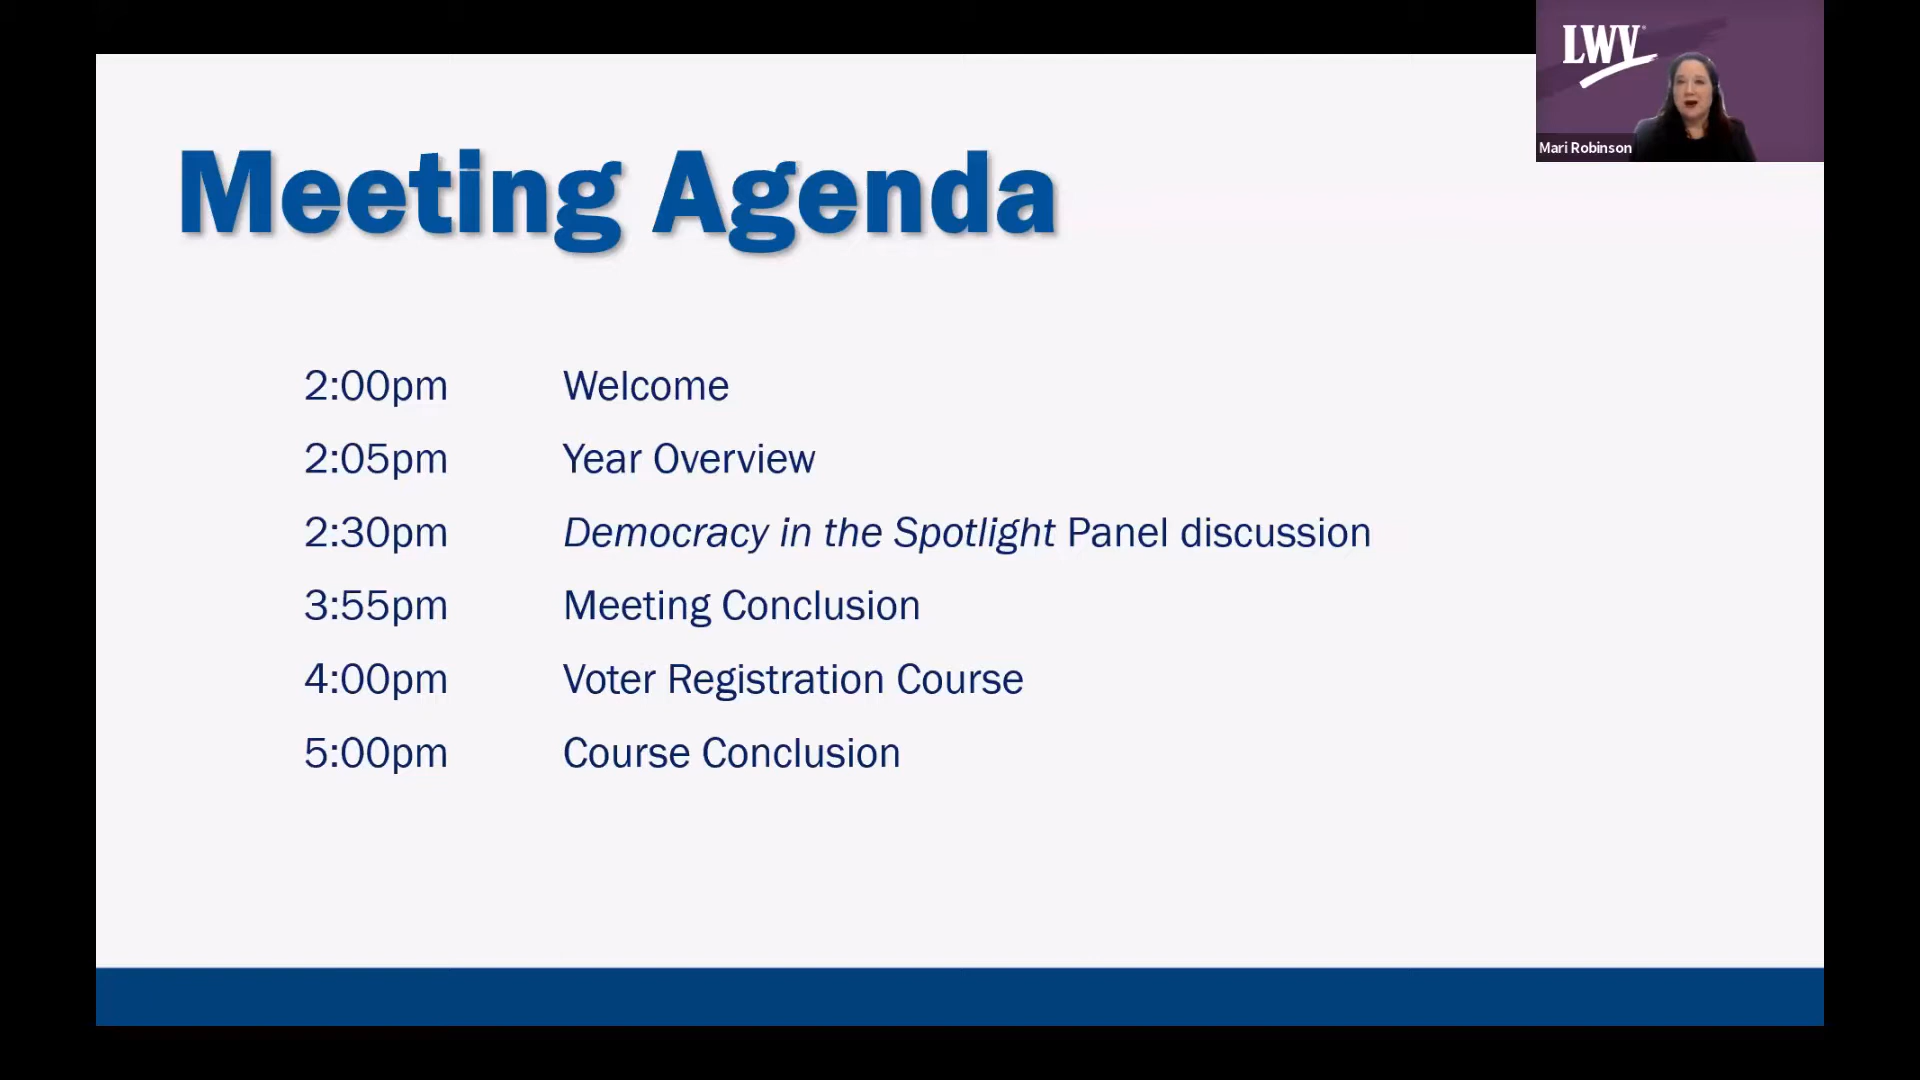 LWV
Mari Robinson
Meeting Agenda
2:00pm Welcome
2:05pm Year Overview
2:30pm Democracy in the Spotlight Panel discussion
3:55pm Meeting Conclusion
4:00pm Voter Registration Course
5:00pm Course Conclusion